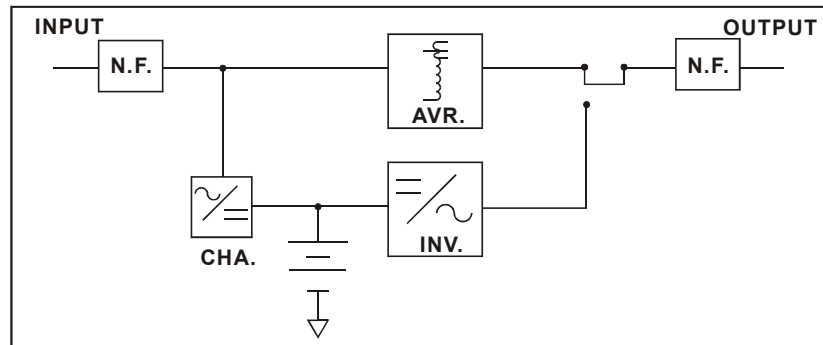 INPUT
OUTPUT
N.F.
AVR.
N.F.
CHA.
INV.